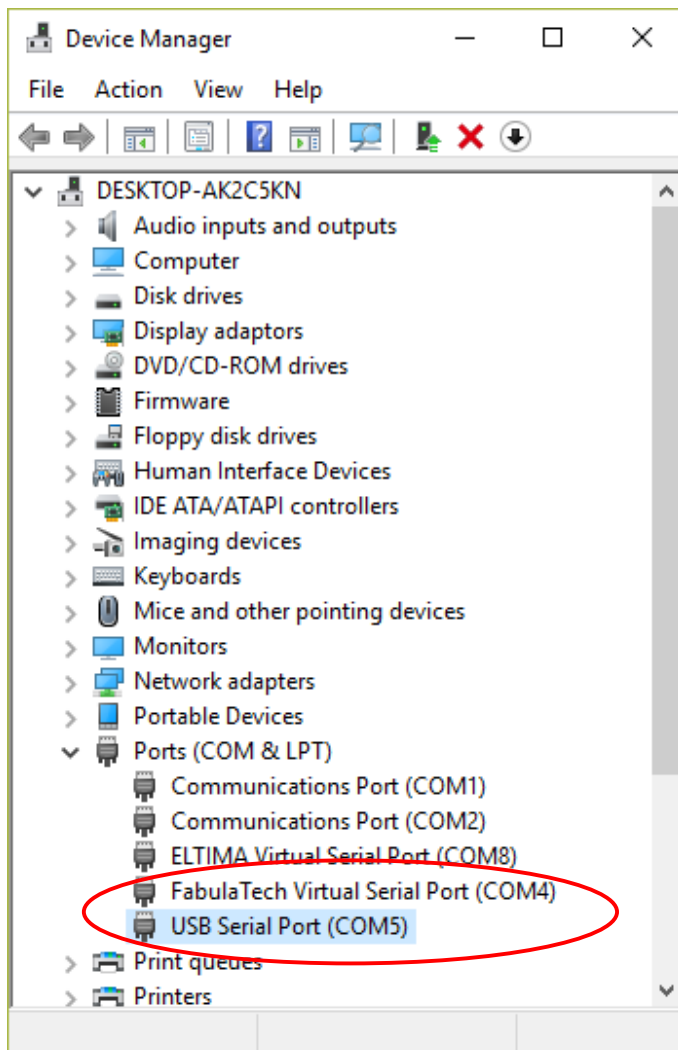 Device Manager
File Action View Help
DESKTOP-AK2C5KN
Audio inputs and outputs
Computer
Disk drives
Display adaptors
DVD/CD-ROM drives
Firmware
Floppy disk drives
Human Interface Devices
IDE ATA/ATAPI controllers
Imaging devices
Keyboards
Mice and other pointing devices
Monitors
Network adapters
Portable Devices
Ports (COM & LPT)
Communications Port (COM1)
Communications Port (COM2)
ELTIMA Virtual Serial Port (COM8)
FabulaTech Virtual Serial Port (COM4)
USB Serial Port (COM5)
Print queues
Printers